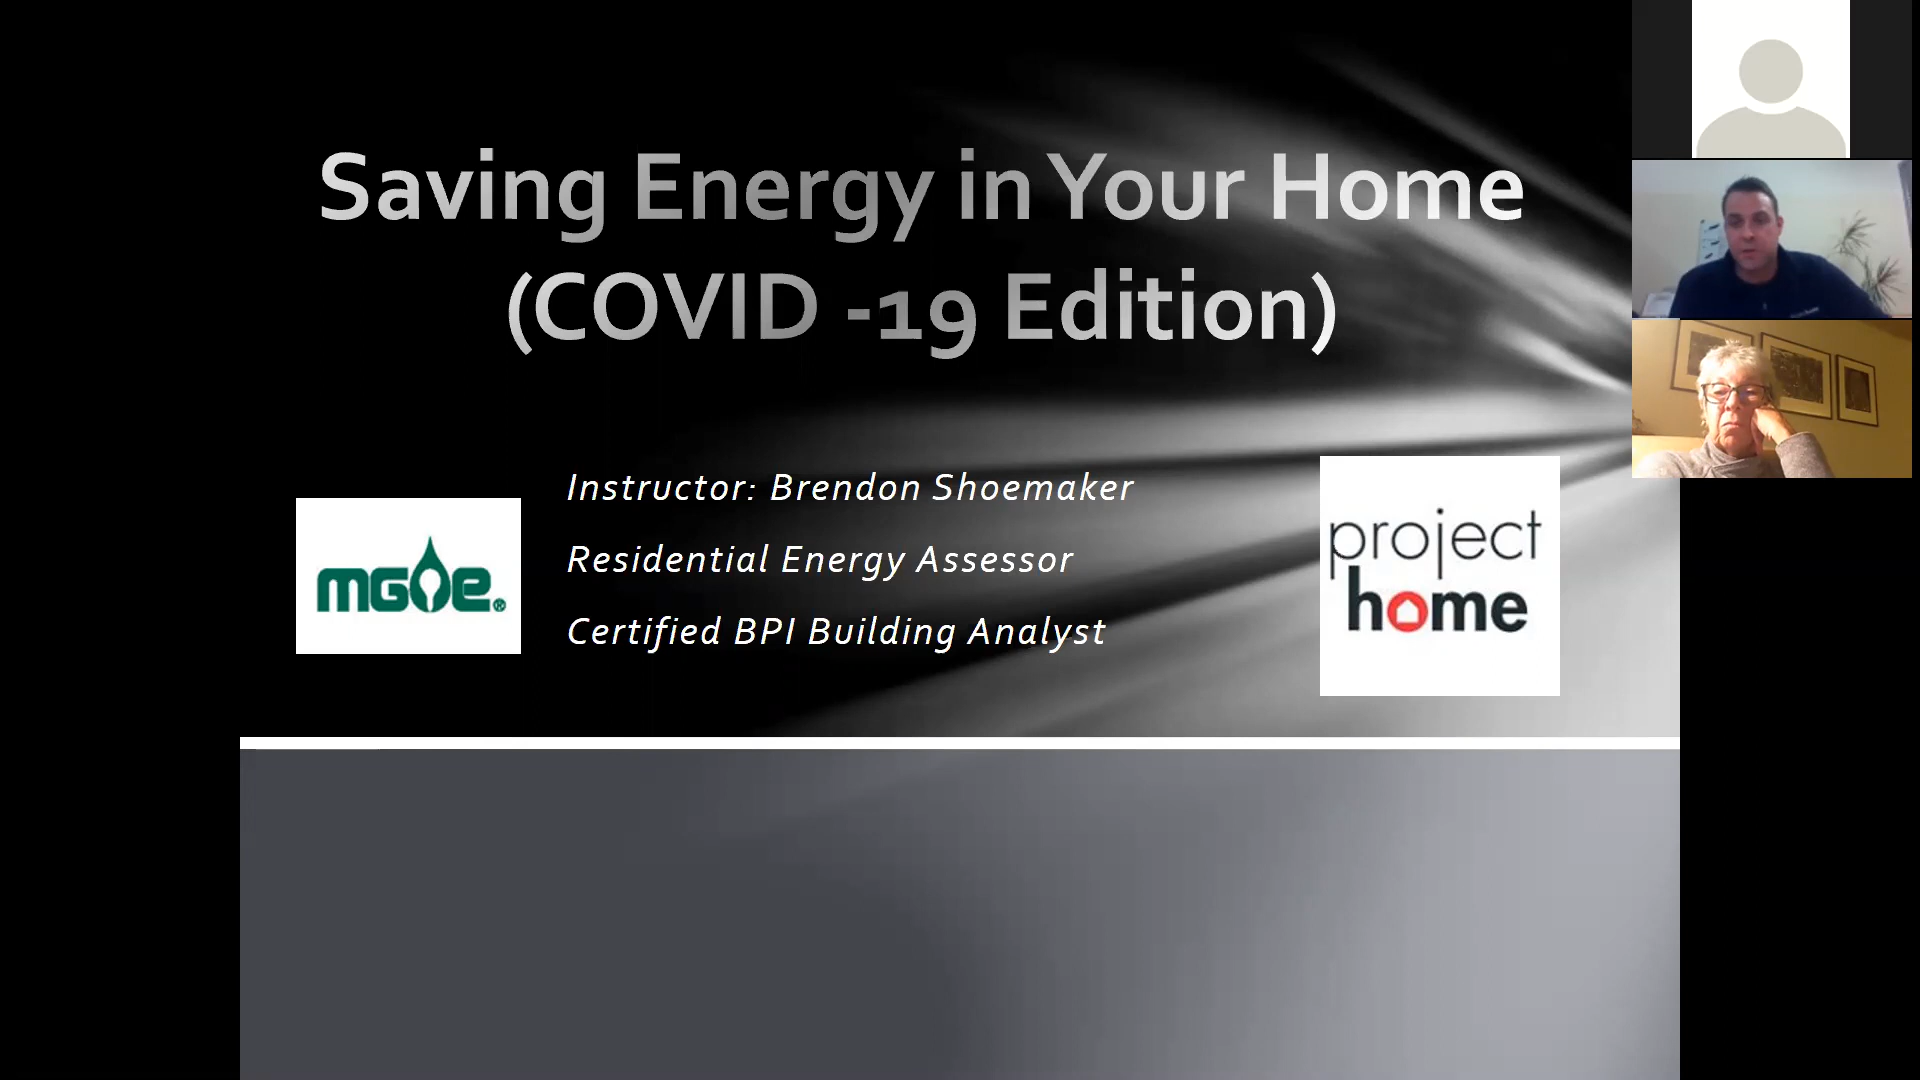 Saving Energy in Your Home
(COVID -19 Edition)
Instructor: Brendon Shoemaker
Residential Energy Assessor
Certified BPI Building Analyst
mge®
project
home